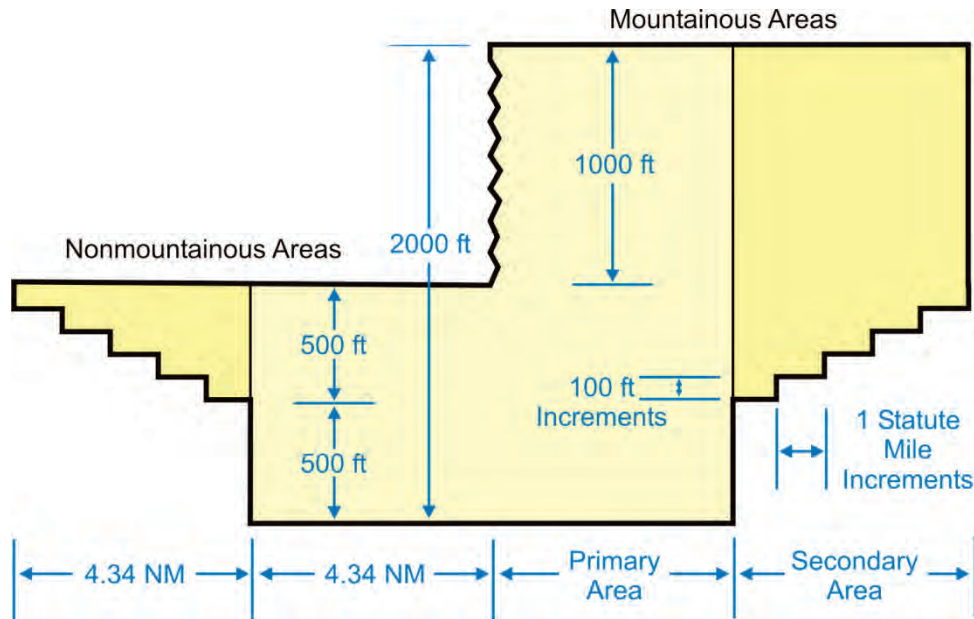 Mountainous Areas
1000 ft
Nonmountainous Areas
2000 ft
500 ft
100 ft
Increments
1 Statute
Mile
Increments
500 ft
4.34 NM
4.34 NM
Primary
Area
Secondary
Area